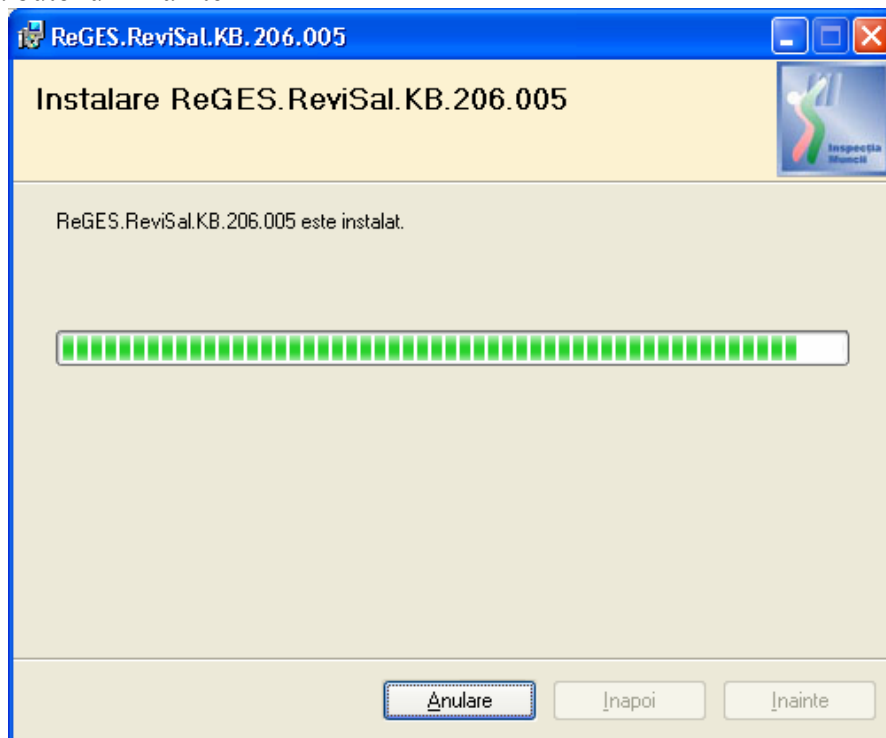 ReGES.ReviSal.KB.206.005
Instalare ReGES.ReviSal.KB.206.005
Inspecția
Muncii
ReGES.ReviSal.KB.206.005 este instalat.
Anulare
Inapoi
Inainte